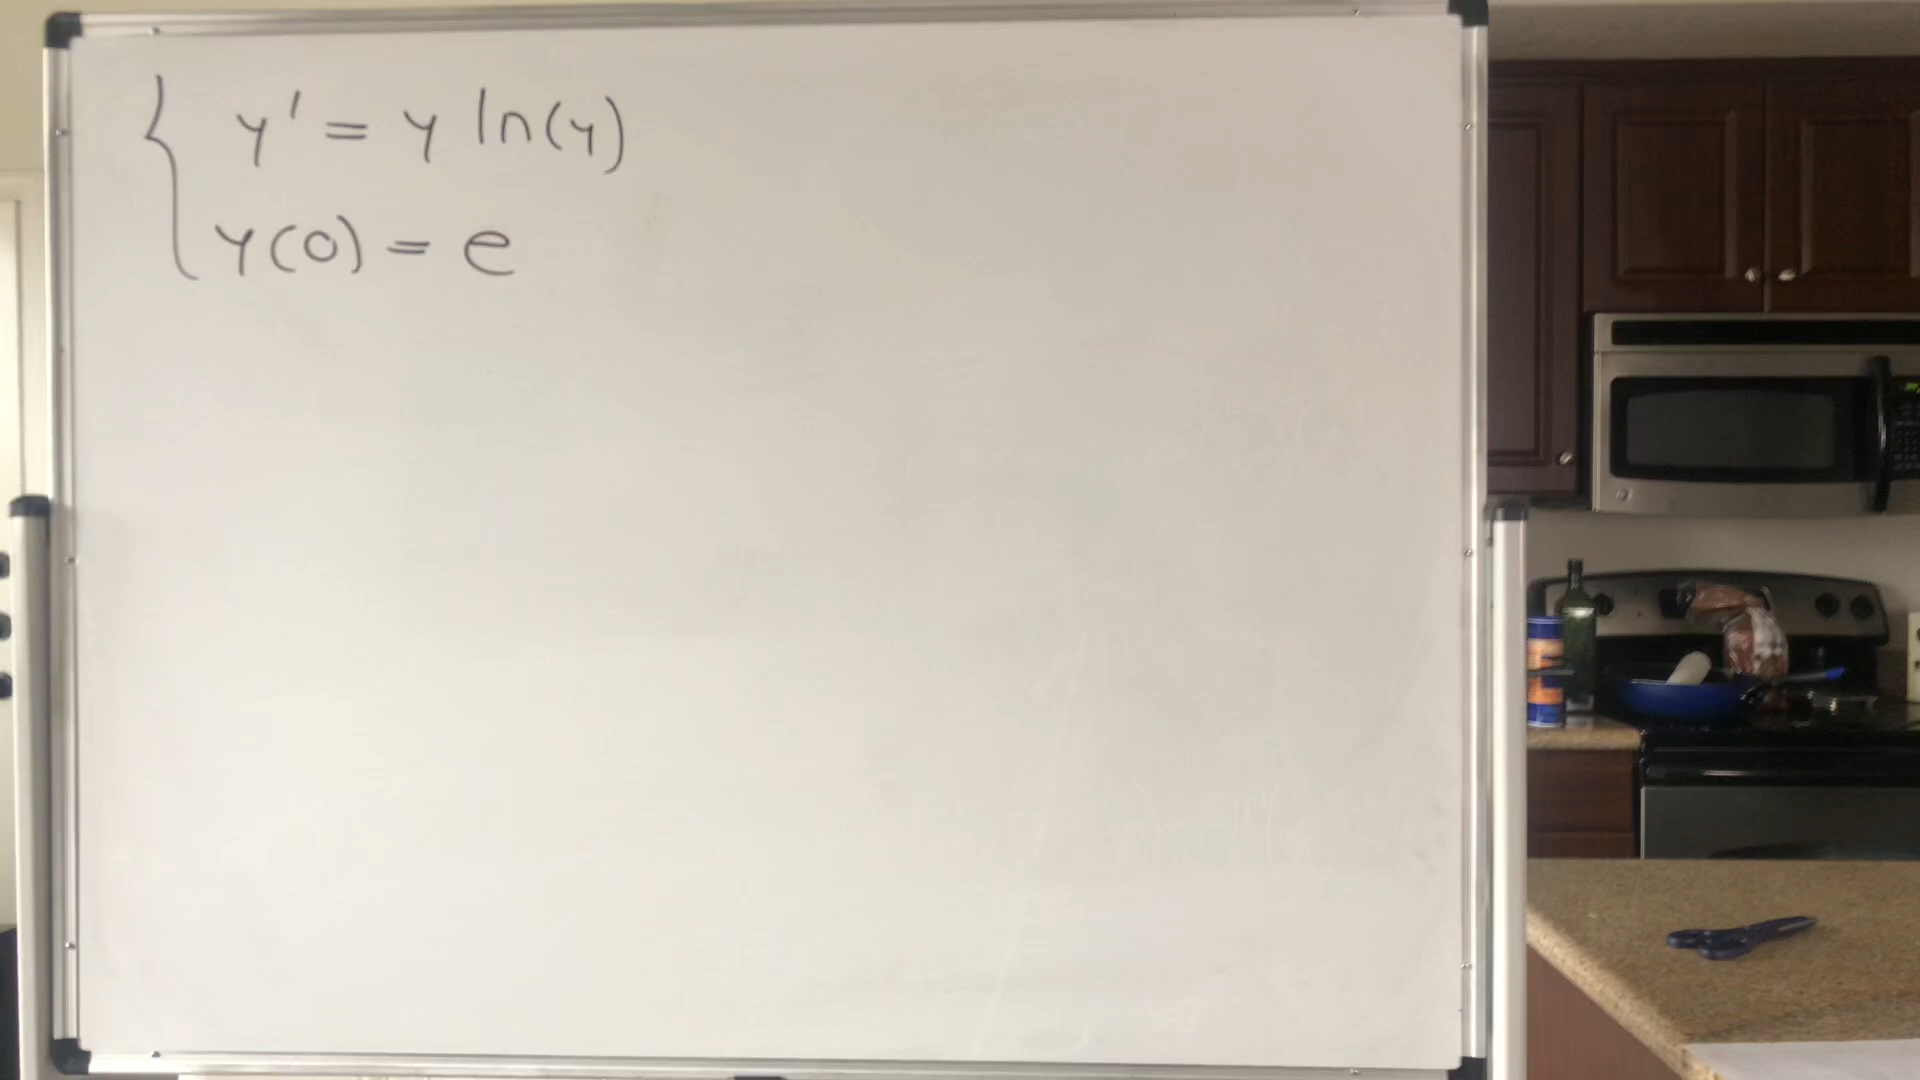 y' = y ln(y)
y(0) = e